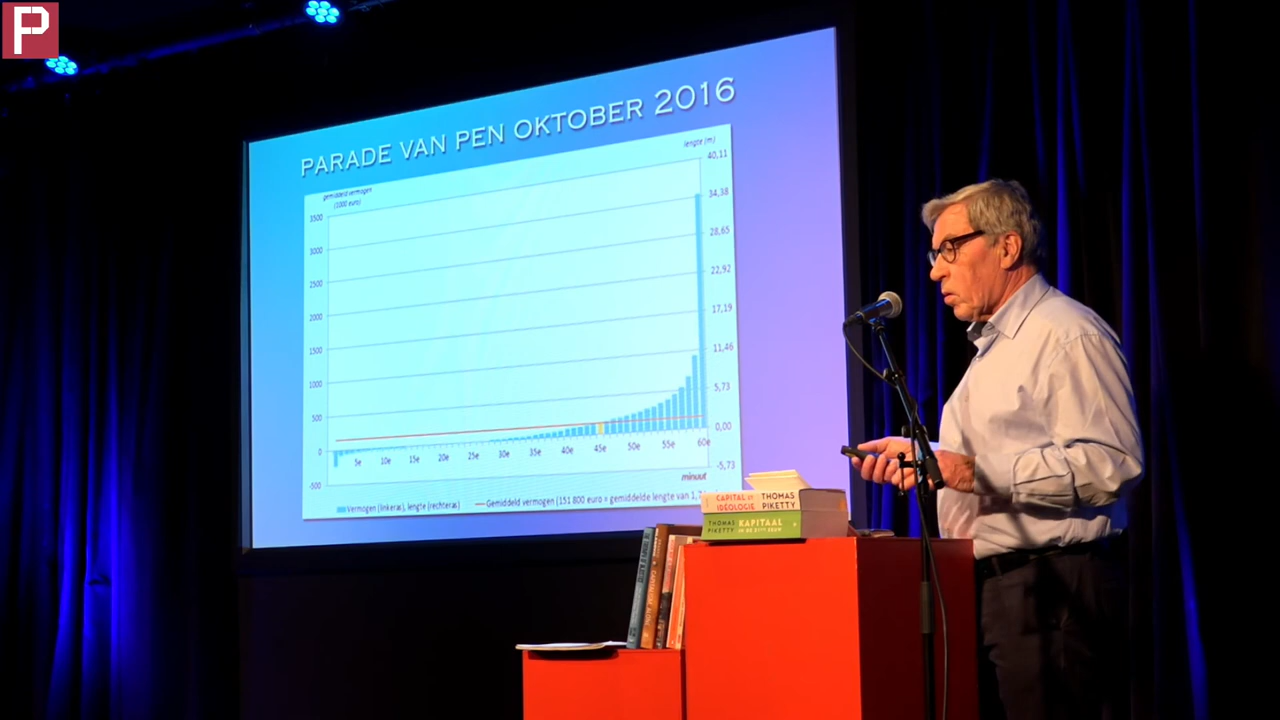 P
PARADE VAN PEN OKTOBER 2016
gemiddeld vermogen
(1000 euro)
lengte (m)
3500
3000
2500
2000
1500
1000
500
0
-500
40,11
34,38
28,65
22,92
17,19
11,46
5,73
0,00
-5,73
5e 10e 15e 20e 25e 30e 35e 40e 45e 50e 55e 60e
minuut
Vermogen (linkeras), lengte (rechteras) Gemiddeld vermogen (151 800 euro = gemiddelde lengte van 1,7
CAPITAL et IDÉOLOGIE THOMAS PIKETTY
THOMAS PIKETTY KAPITAAL IN DE 21STE EEUW